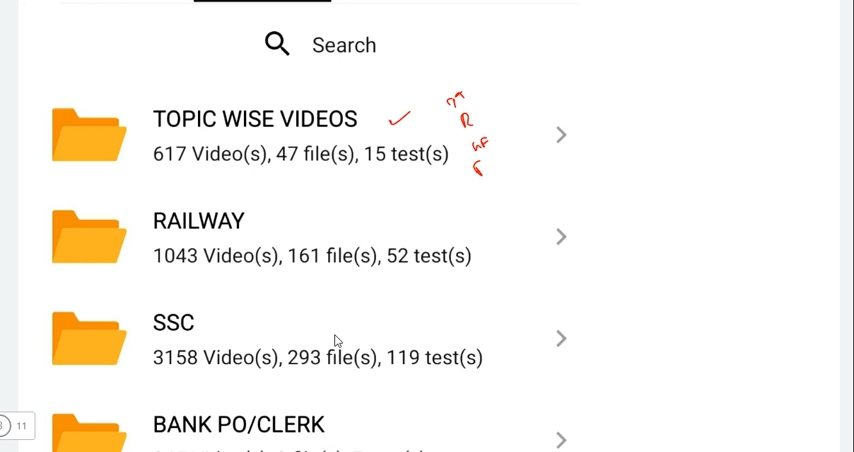 Search
TOPIC WISE VIDEOS
617 Video(s), 47 file(s), 15 test(s)
R
RAILWAY
1043 Video(s), 161 file(s), 52 test(s)
SSC
3158 Video(s), 293 file(s), 119 test(s)
11
BANK PO/CLERK